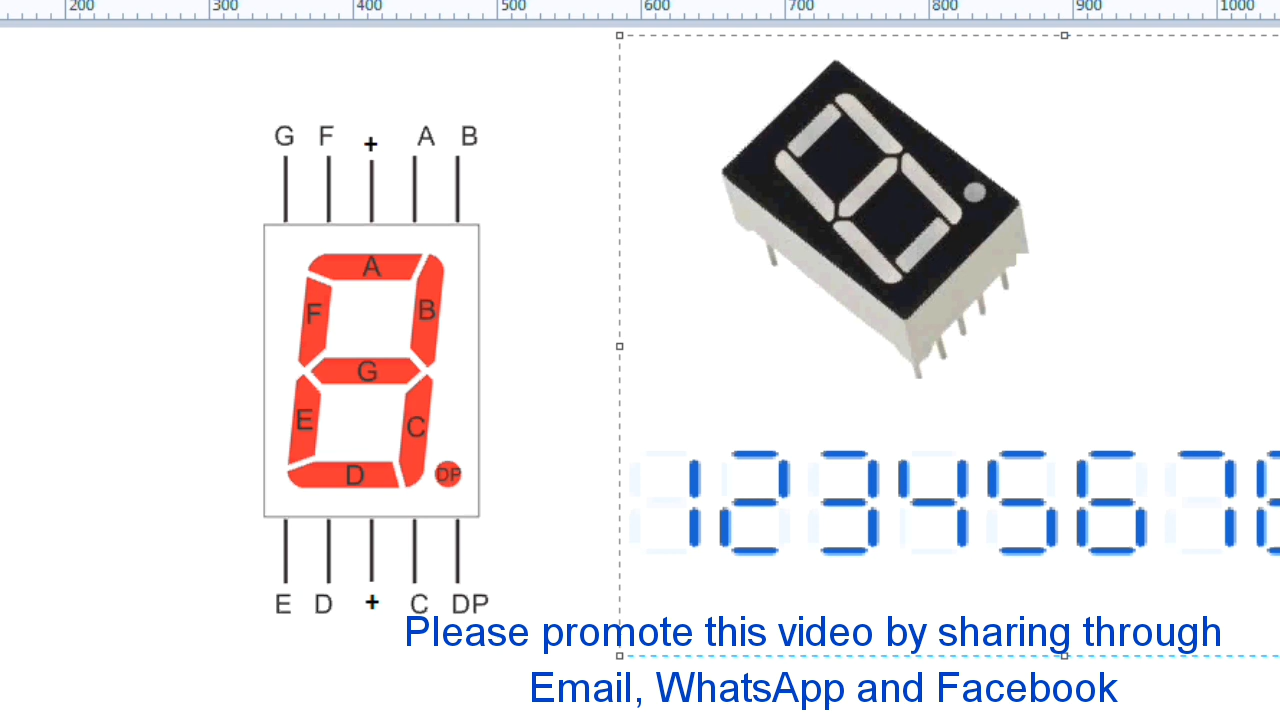 200 300 400 500 600 700 800 900 1000
G F + A B
A
F B
G
E C
D DP
1234567
E D + C DP
Please promote this video by sharing through
Email, WhatsApp and Facebook